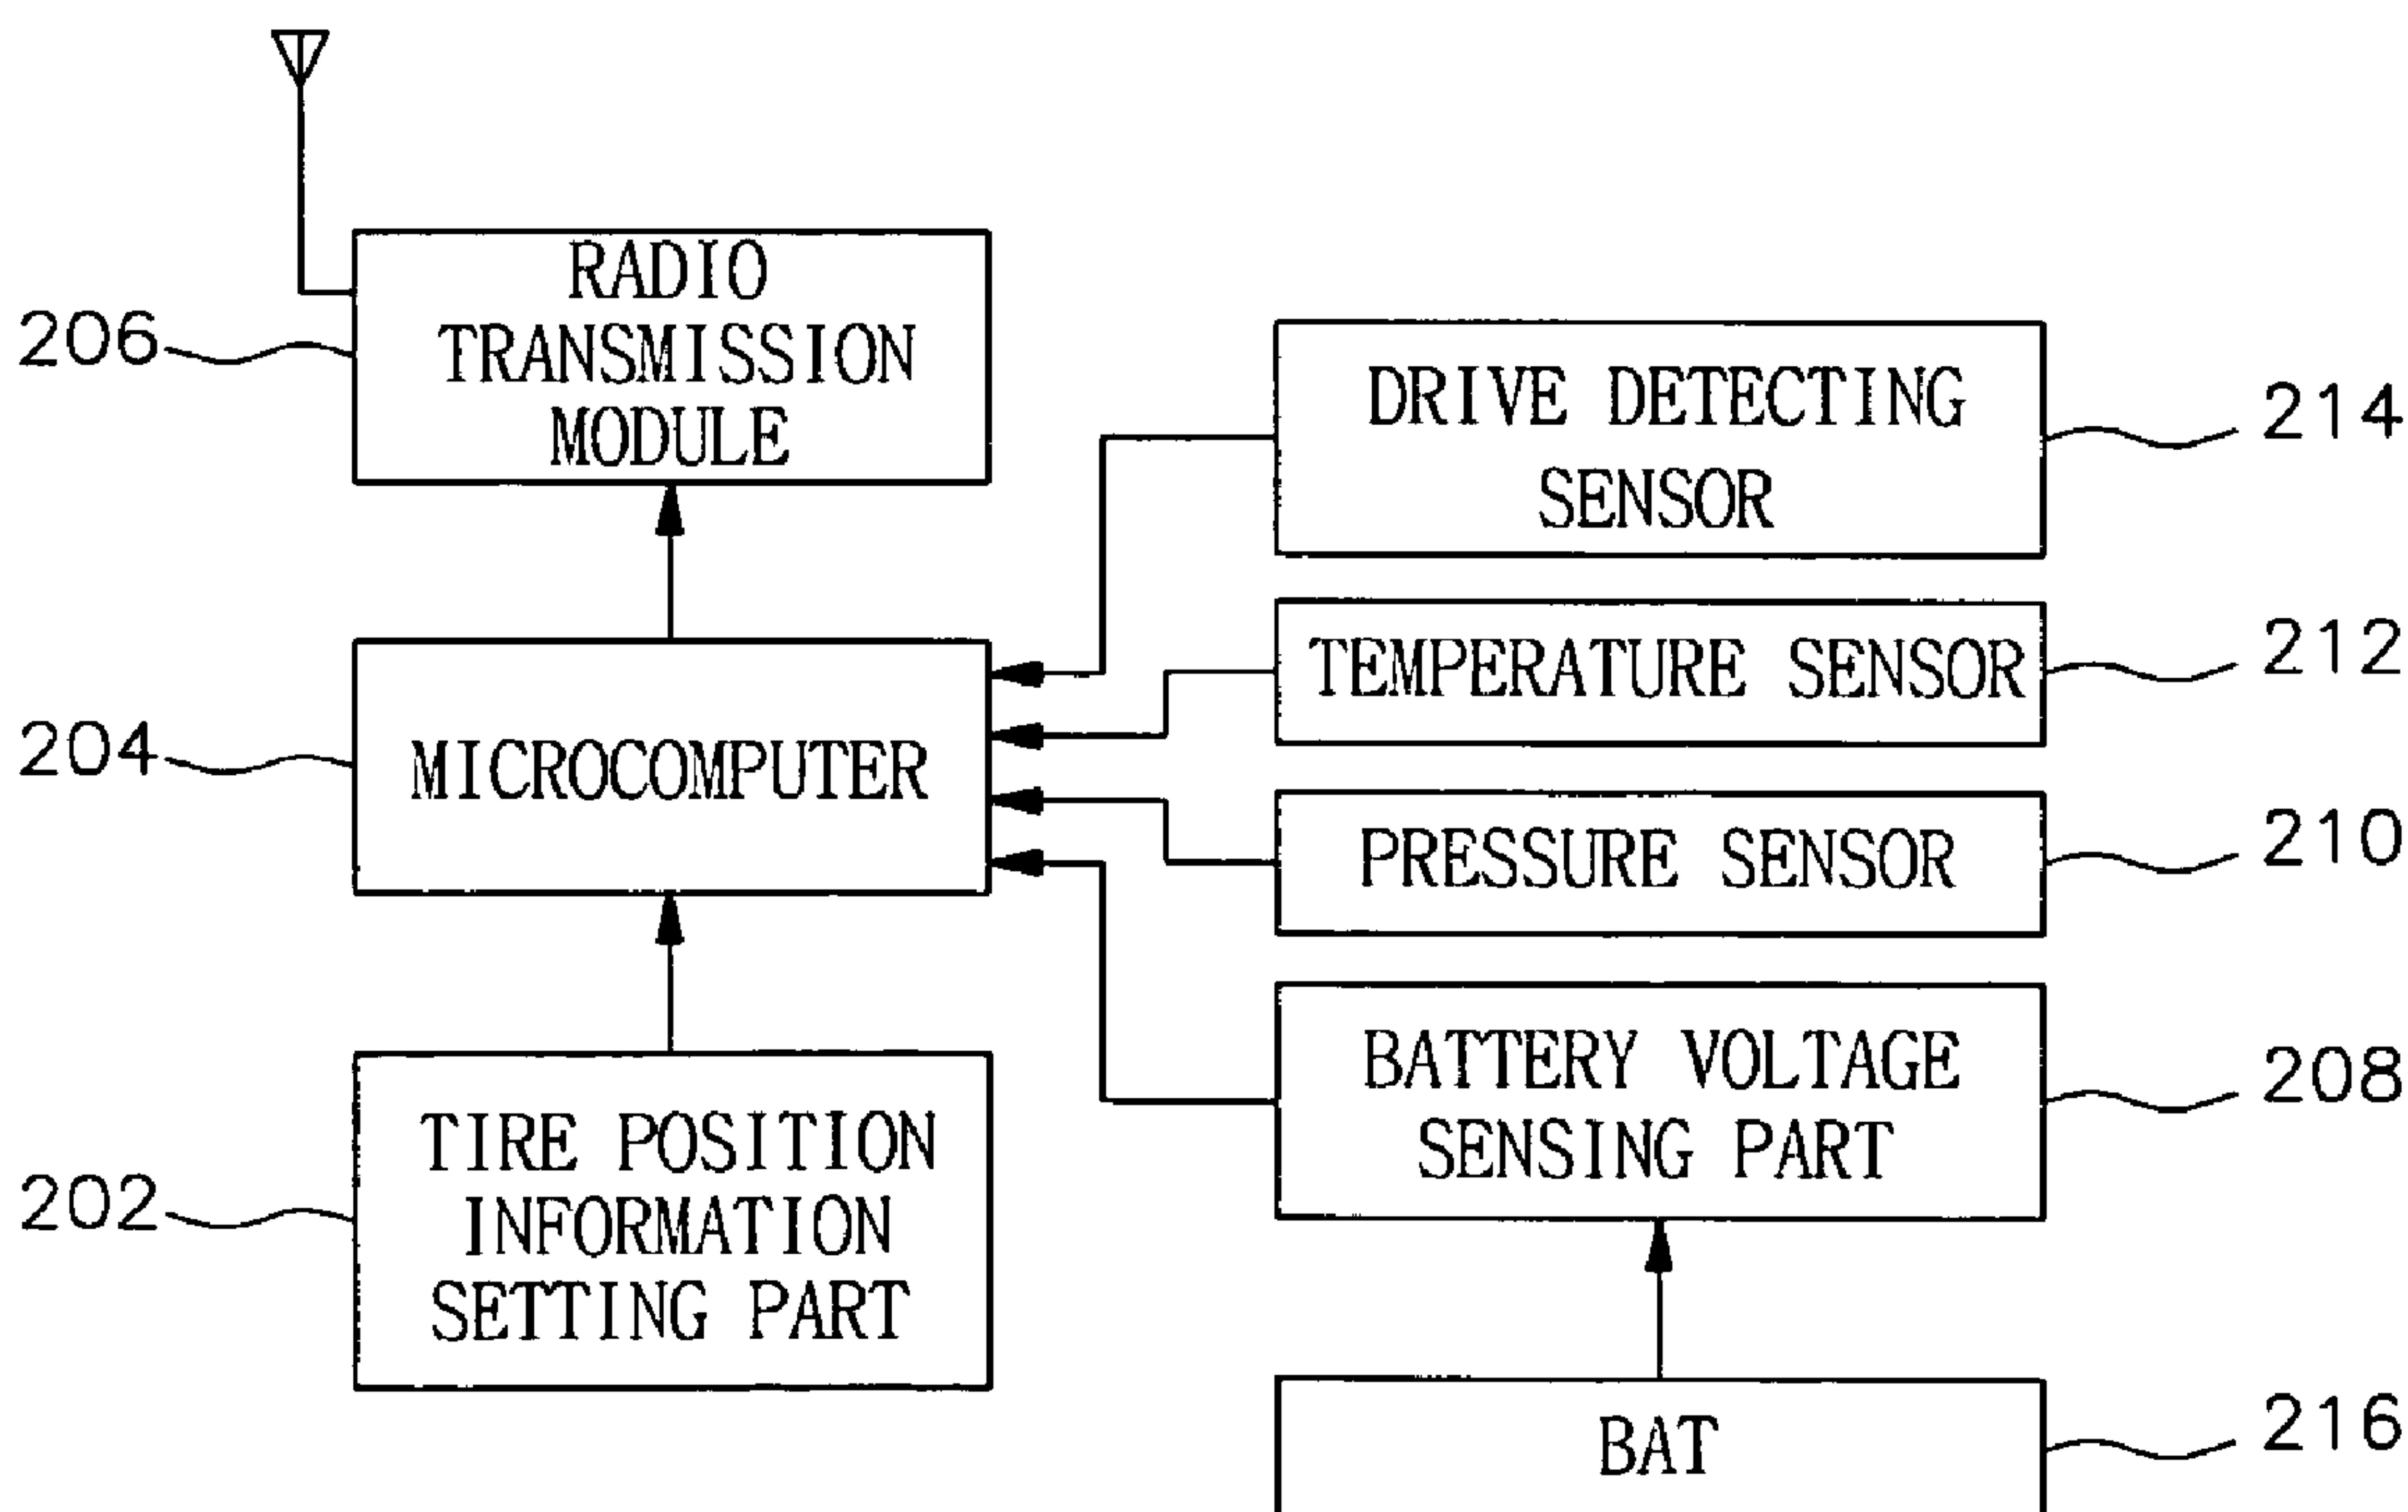 RADIO
TRANSMISSION
MODULE
206
DRIVE DETECTING
SENSOR
214
TEMPERATURE SENSOR
212
204
MICROCOMPUTER
PRESSURE SENSOR
210
BATTERY VOLTAGE
SENSING PART
208
202
TIRE POSITION
INFORMATION
SETTING PART
BAT
216